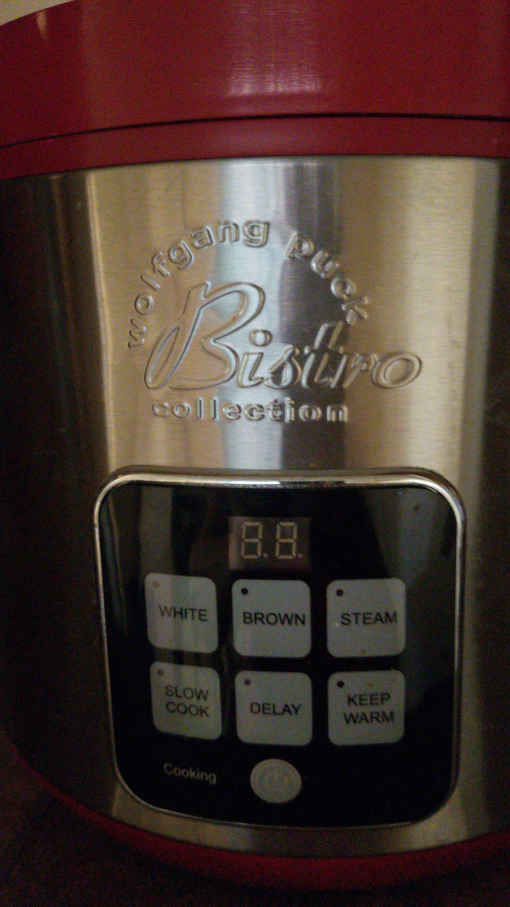 wolfgang puck
Bistro
collection
8.8.
WHITE
BROWN
STEAM
SLOW
COOK
DELAY
KEEP
WARM
Cooking